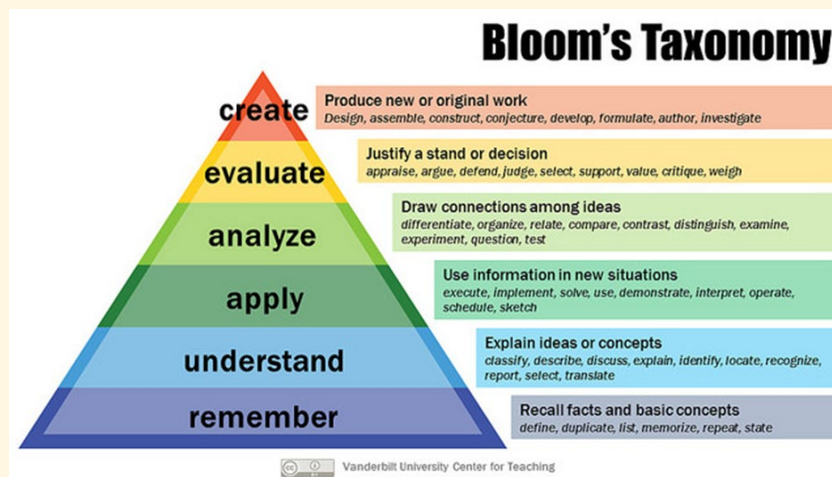 Bloom's Taxonomy
create
Produce new or original work
Design, assemble, construct, conjecture, develop, formulate, author, investigate
evaluate
Justify a stand or decision
appraise, argue, defend, judge, select, support, value, critique, weigh
analyze
Draw connections among ideas
differentiate, organize, relate, compare, contrast, distinguish, examine,
experiment, question, test
apply
Use information in new situations
execute, implement, solve, use, demonstrate, interpret, operate,
schedule, sketch
understand
Explain ideas or concepts
classify, describe, discuss, explain, identify, locate, recognize,
report, select, translate
remember
Recall facts and basic concepts
define, duplicate, list, memorize, repeat, state
cc
Vanderbilt University Center for Teaching